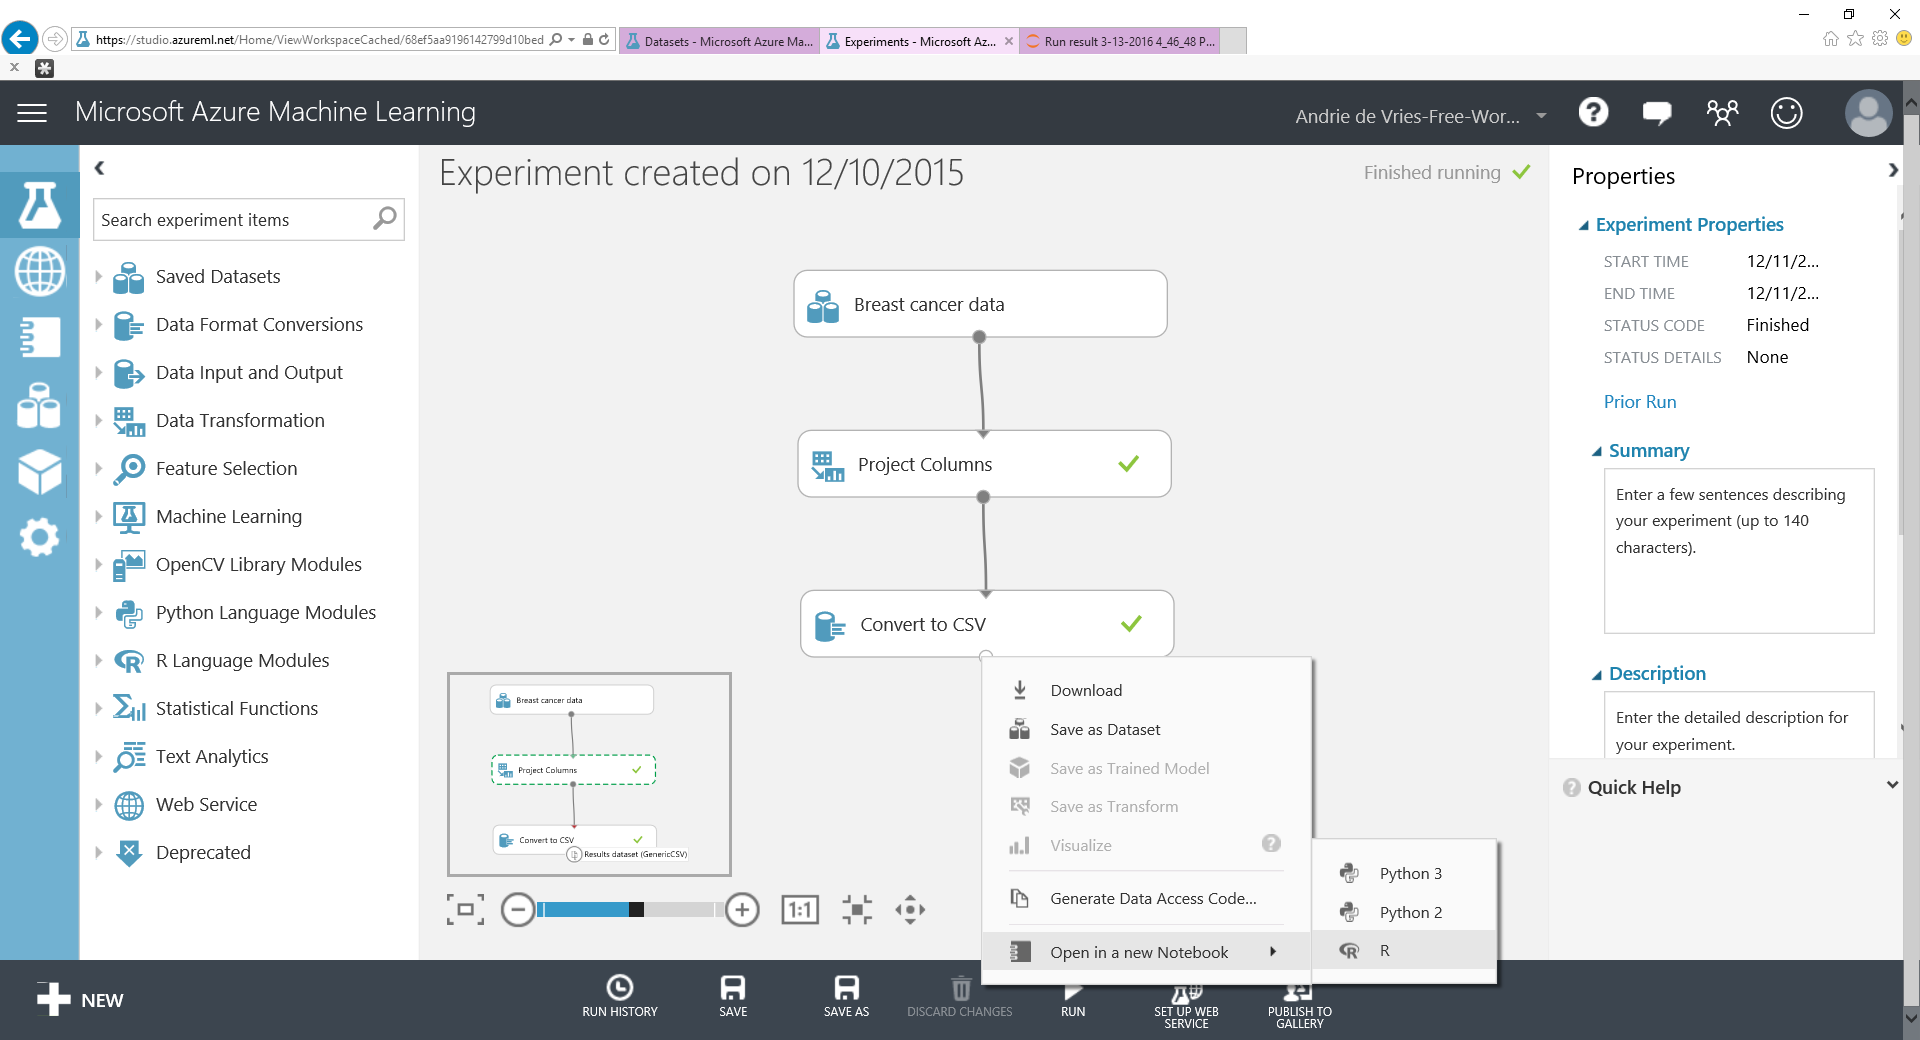 https://studio.azureml.net/Home/ViewWorkspaceCached/68ef5aa9196142799d10bed
Datasets - Microsoft Azure Ma...
Experiments - Microsoft Az...
Run result 3-13-2016 4_46_48 P...
Microsoft Azure Machine Learning
Andrie de Vries-Free-Wor...
Search experiment items
Saved Datasets
Data Format Conversions
Data Input and Output
Data Transformation
Feature Selection
Machine Learning
OpenCV Library Modules
Python Language Modules
R Language Modules
Statistical Functions
Text Analytics
Web Service
Deprecated
Experiment created on 12/10/2015
Finished running
Breast cancer data
Project Columns
Convert to CSV
Breast cancer data
Project Columns
Convert to CSV
Results dataset (GenericCSV)
1:1
Download
Save as Dataset
Save as Trained Model
Save as Transform
Visualize
Generate Data Access Code...
Open in a new Notebook
Python 3
Python 2
R
Properties
Experiment Properties
START TIME 12/11/2...
END TIME 12/11/2...
STATUS CODE Finished
STATUS DETAILS None
Prior Run
Summary
Enter a few sentences describing
your experiment (up to 140
characters).
Description
Enter the detailed description for
your experiment.
Quick Help
NEW
RUN HISTORY
SAVE
SAVE AS
DISCARD CHANGES
RUN
SET UP WEB
SERVICE
PUBLISH TO
GALLERY